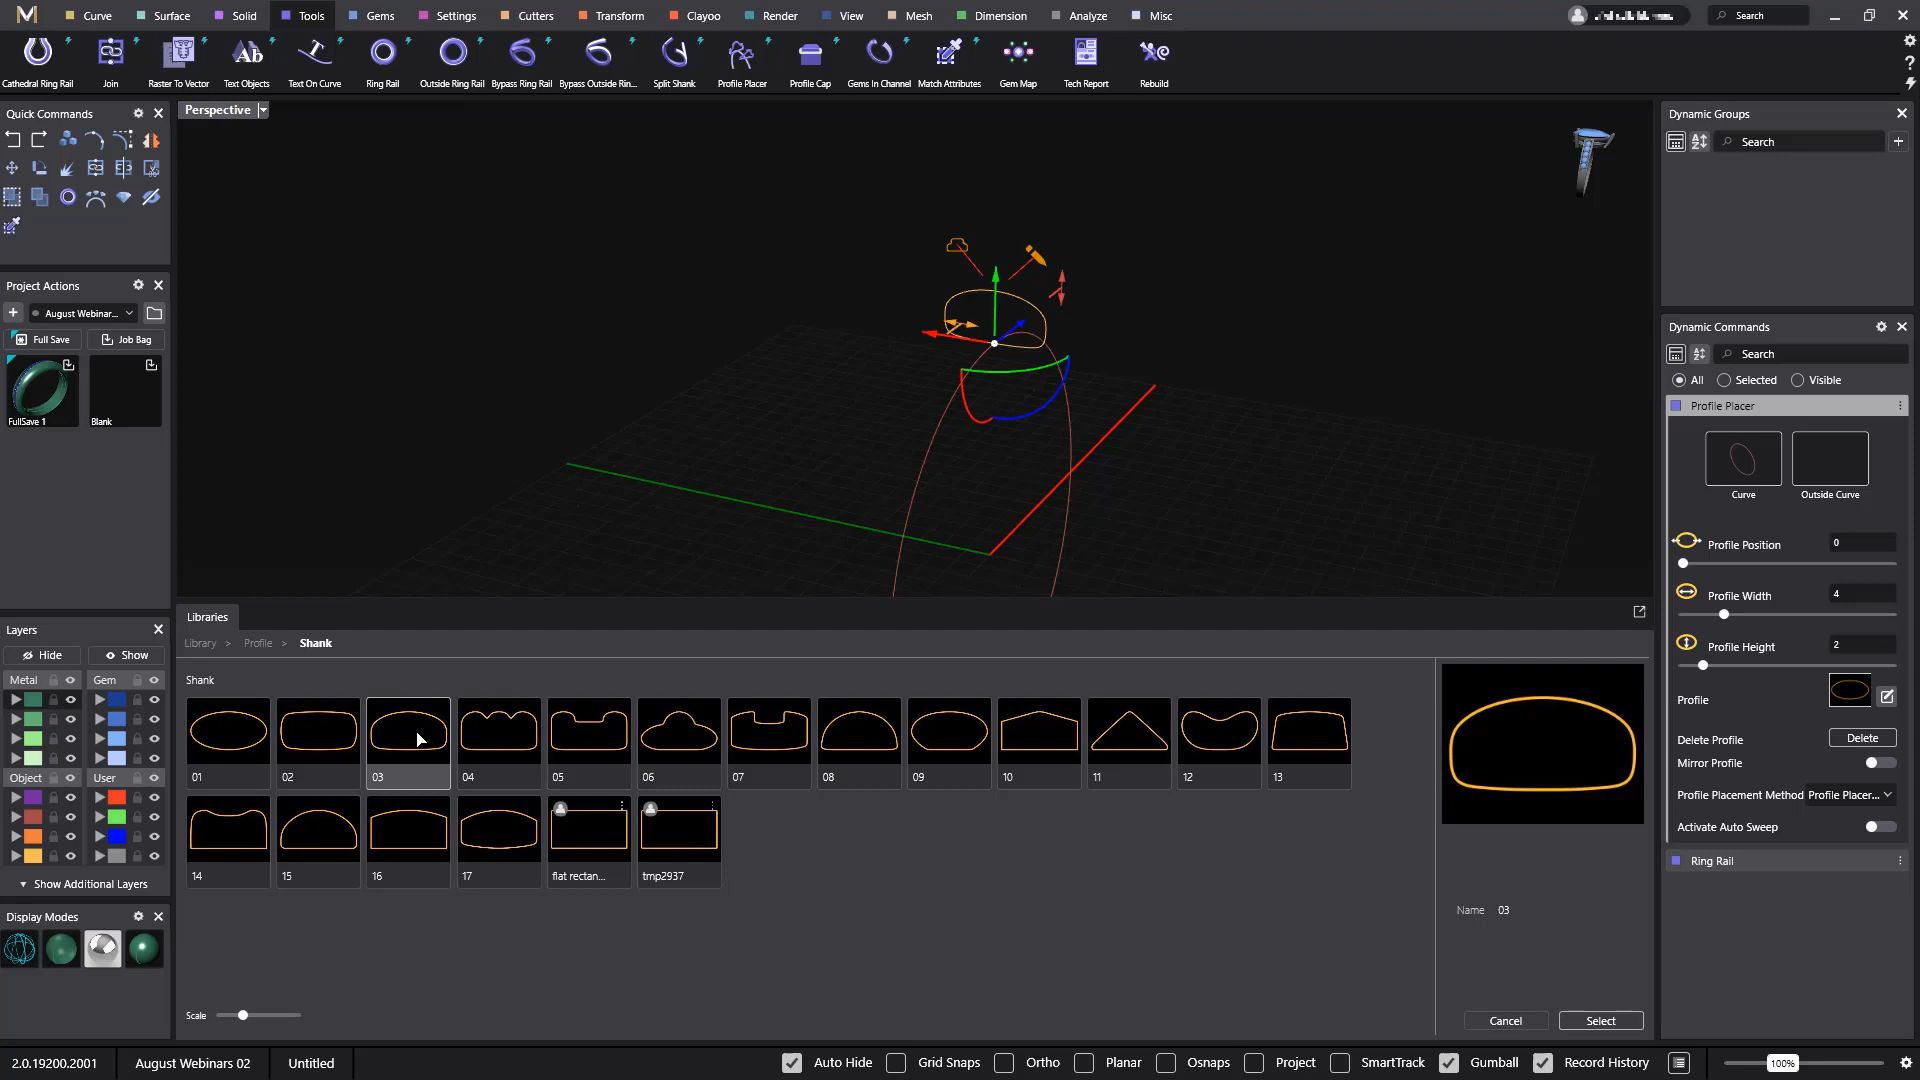 Curve Surface Solid Tools Gems Settings Cutters Transform Clayoo Render View Mesh Dimension Analyze Misc Search
Cathedral Ring Rail Join Raster To Vector Text Objects Text On Curve Ring Rail Outside Ring Rail Bypass Ring Rail Bypass Outside Rin... Split Shank Profile Placer Profile Cap Gems In Channel Match Attributes Gem Map Tech Report Rebuild
Quick Commands
Perspective
Project Actions
August Webinar...
Full Save Job Bag
FullSave 1 Blank
Layers
Hide Show
Metal Gem
Object User
Show Additional Layers
Display Modes
Libraries
Library > Profile > Shank
Shank
01 02 03 04 05 06 07 08 09 10 11 12 13
14 15 16 17 flat rectan... tmp2937
Name 03
Scale
Cancel Select
Dynamic Groups
Search
Dynamic Commands
Search
All Selected Visible
Profile Placer
Curve Outside Curve
Profile Position 0
Profile Width 4
Profile Height 2
Profile
Delete Profile Delete
Mirror Profile
Profile Placement Method Profile Placer...
Activate Auto Sweep
Ring Rail
2.0.19200.2001 August Webinars 02 Untitled Auto Hide Grid Snaps Ortho Planar Osnaps Project SmartTrack Gumball Record History 100%